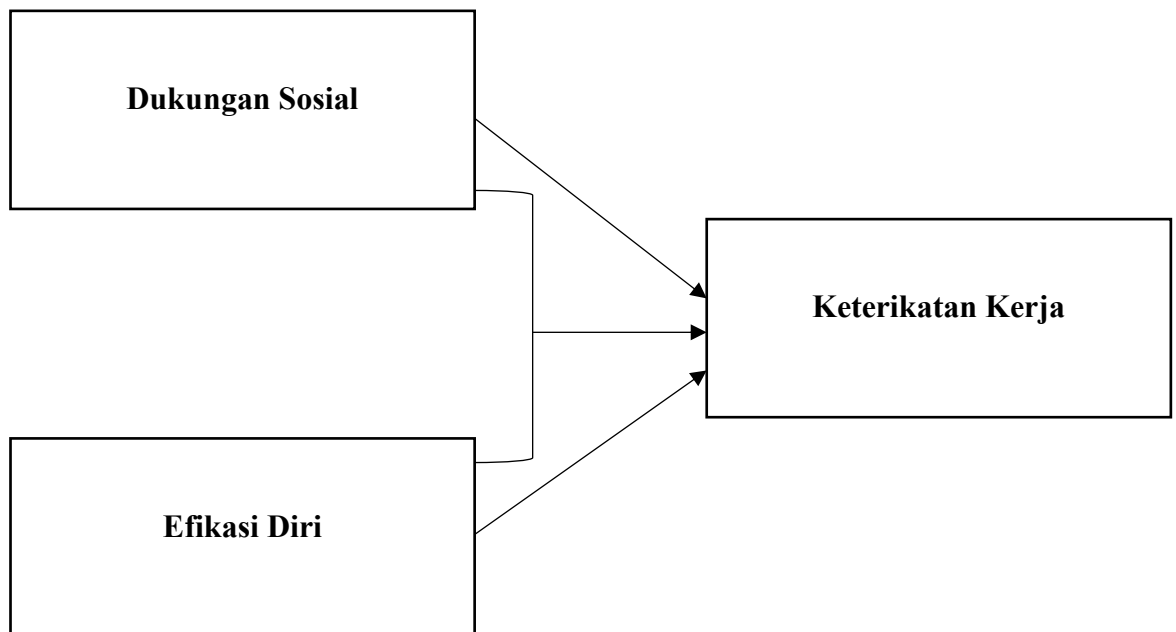 Dukungan Sosial
Keterikatan Kerja
Efikasi Diri